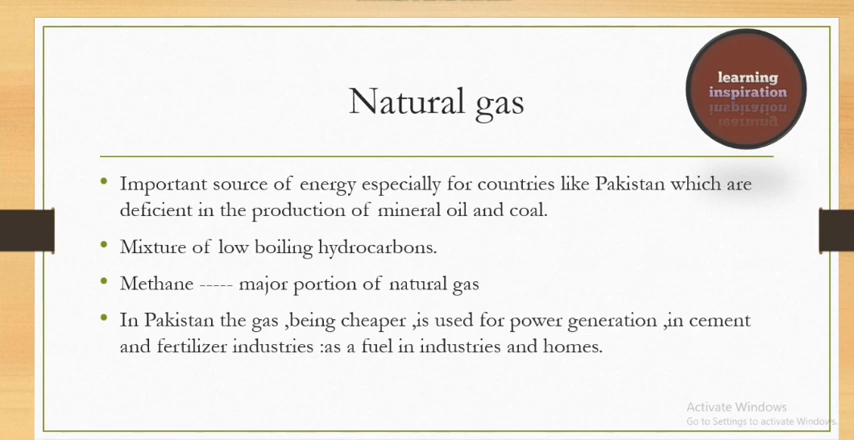 learning
inspiration
Natural gas
Important source of energy especially for countries like Pakistan which are
deficient in the production of mineral oil and coal.
Mixture of low boiling hydrocarbons.
Methane ----- major portion of natural gas
In Pakistan the gas ,being cheaper ,is used for power generation ,in cement
and fertilizer industries :as a fuel in industries and homes.
Activate Windows
Go to Settings to activate Windows.